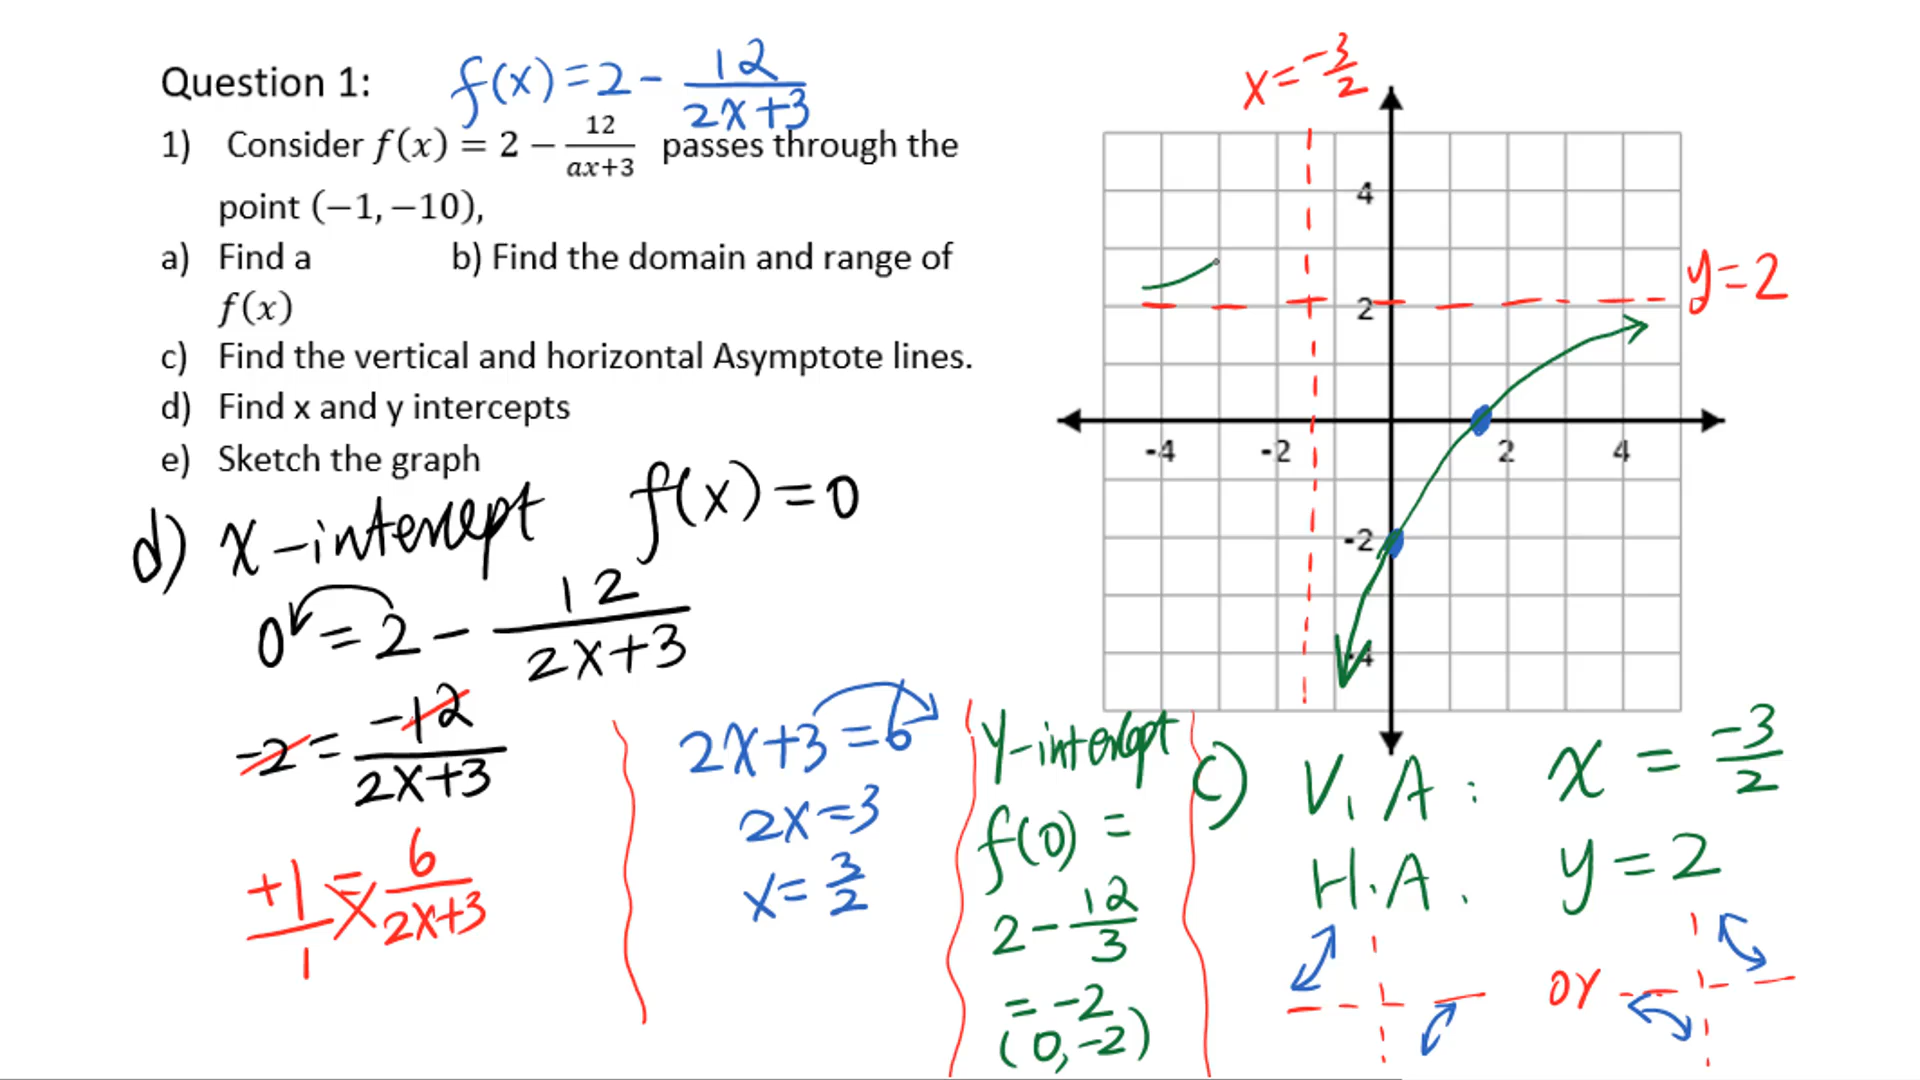 Question 1:
f(x) = 2 - 12/(2x+3)
1) Consider f(x) = 2 − 12/(ax+3) passes through the
point (−1, −10),
a) Find a b) Find the domain and range of
f(x)
c) Find the vertical and horizontal Asymptote lines.
d) Find x and y intercepts
e) Sketch the graph
d) x-intercept f(x) = 0
0 = 2 - 12/(2x+3)
-2 = -12/(2x+3)
+1/1 = 6/(2x+3)
2x+3 = 6
2x = 3
x = 3/2
y-intercept
f(0) =
2 - 12/3
= -2
(0, -2)
x = -3/2
4
2
y = 2
-4 -2 2 4
-2
-4
c) V.A: x = -3/2
H.A. y = 2
or